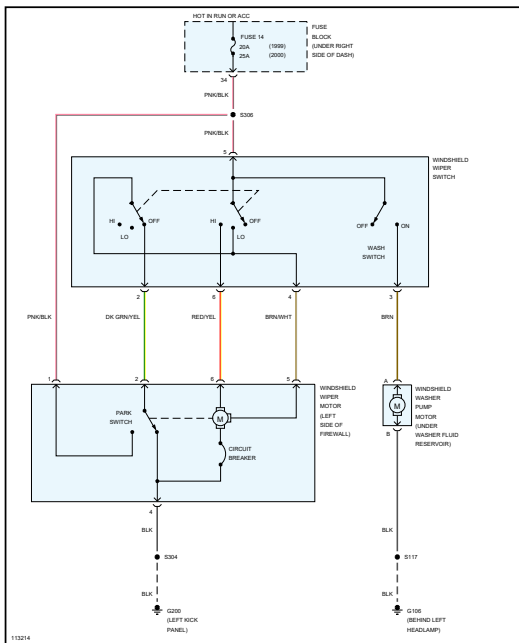 HOT IN RUN OR ACC
FUSE 14
20A (1999)
25A (2000)
FUSE
BLOCK
(UNDER RIGHT
SIDE OF DASH)
34
PNK/BLK
S306
PNK/BLK
5
WINDSHIELD
WIPER
SWITCH
HI
LO
OFF
HI
LO
OFF
OFF
ON
WASH
SWITCH
2
6
4
3
PNK/BLK
DK GRN/YEL
RED/YEL
BRN/WHT
BRN
1
2
6
5
A
WINDSHIELD
WIPER
MOTOR
(LEFT
SIDE OF
FIREWALL)
PARK
SWITCH
M
CIRCUIT
BREAKER
M
B
WINDSHIELD
WASHER
PUMP
MOTOR
(UNDER
WASHER FLUID
RESERVOIR)
4
BLK
S304
BLK
G200
(LEFT KICK
PANEL)
BLK
S117
BLK
G106
(BEHIND LEFT
HEADLAMP)
113214